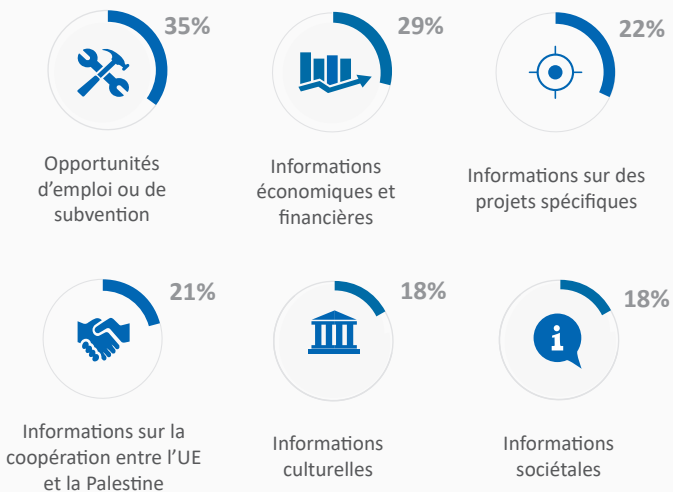 35%
Opportunités
d'emploi ou de
subvention
29%
Informations
économiques et
financières
22%
Informations sur des
projets spécifiques
21%
Informations sur la
coopération entre l'UE
et la Palestine
18%
Informations
culturelles
18%
Informations
sociétales